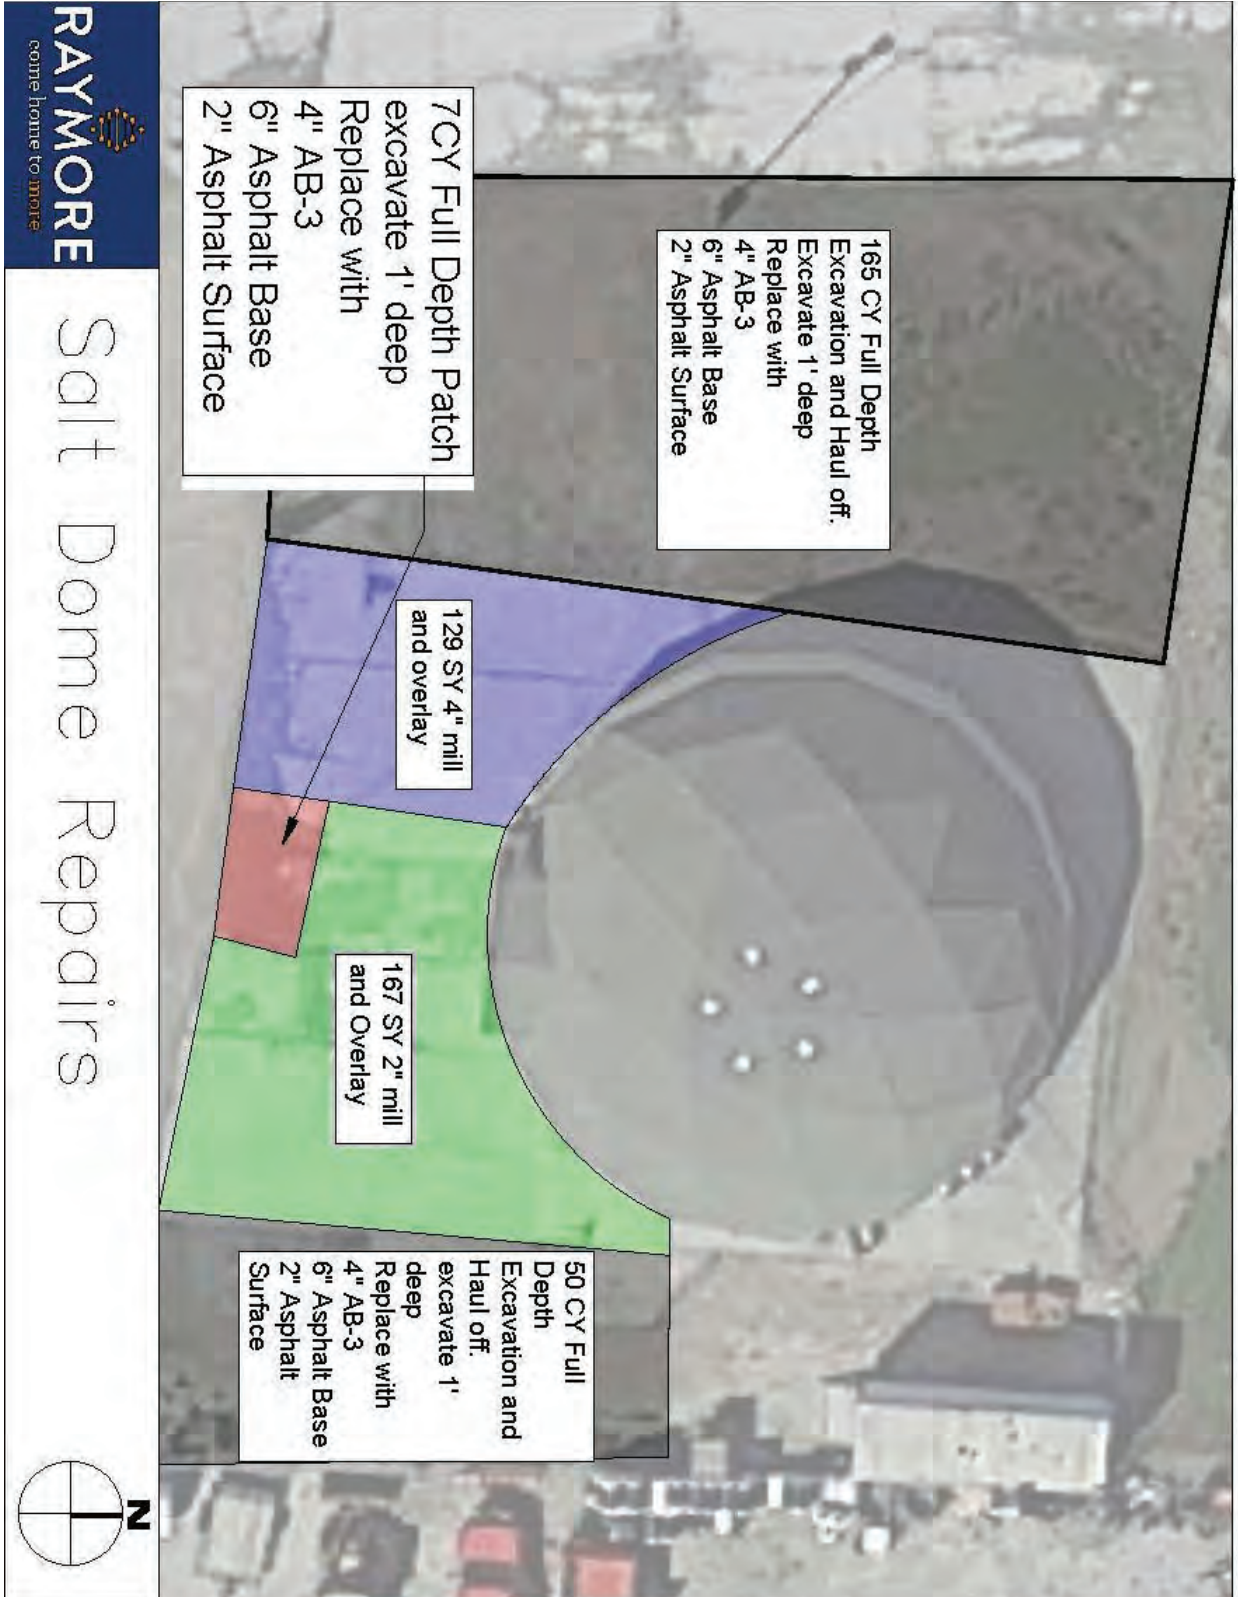 165 CY Full Depth
Excavation and Haul off.
Excavate 1' deep
Replace with
4" AB-3
6" Asphalt Base
2" Asphalt Surface
7CY Full Depth Patch
excavate 1' deep
Replace with
4" AB-3
6" Asphalt Base
2" Asphalt Surface
129 SY 4" mill
and overlay
167 SY 2" mill
and Overlay
50 CY Full
Depth
Excavation and
Haul off.
excavate 1'
deep
Replace with
4" AB-3
6" Asphalt Base
2" Asphalt
Surface
RAYMORE
come home to more
Salt Dome Repairs
N